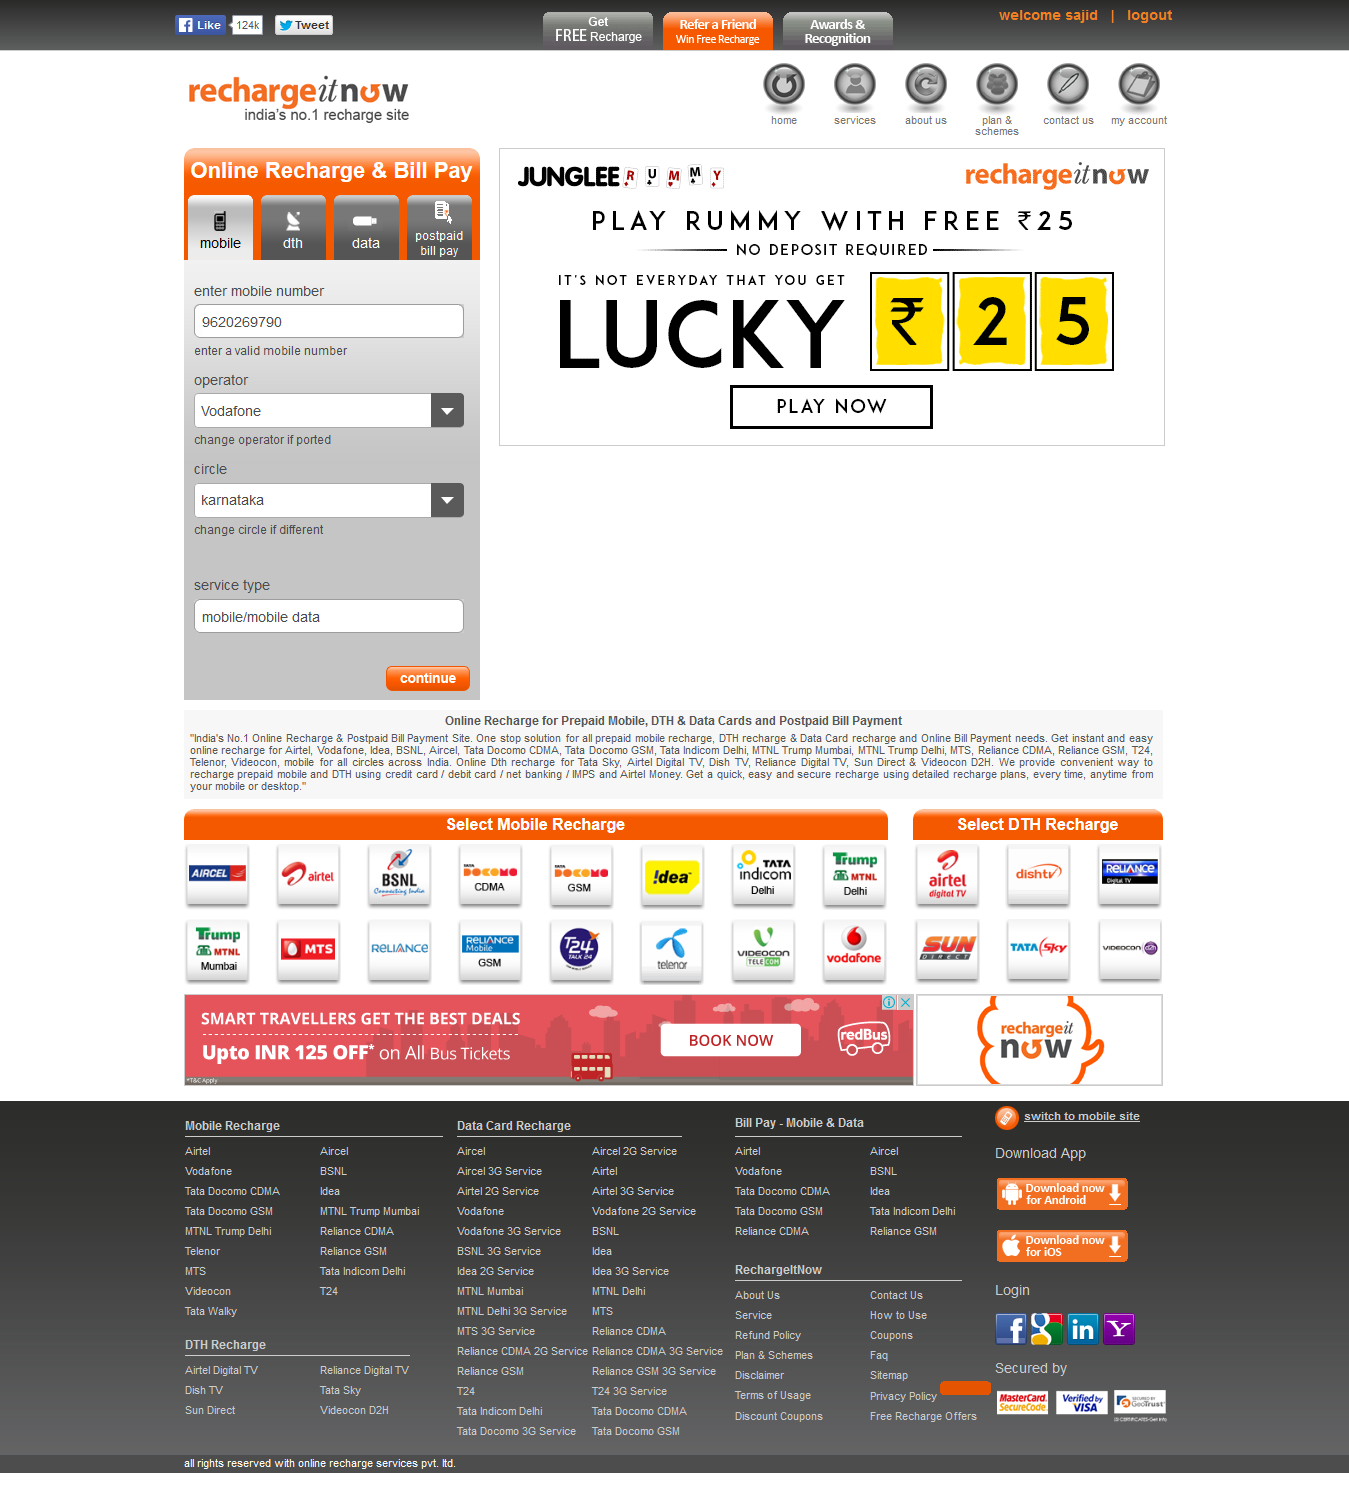 Like 124k Tweet
Get
FREE Recharge
Refer a Friend
Win Free Recharge
Awards &
Recognition
welcome sajid | logout
rechargeitnow
india's no.1 recharge site
home services about us plan & schemes contact us my account
Online Recharge & Bill Pay
mobile dth data postpaid bill pay
enter mobile number
9620269790
enter a valid mobile number
operator
Vodafone
change operator if ported
circle
karnataka
change circle if different
service type
mobile/mobile data
continue
JUNGLEE RUMMY rechargeitnow
PLAY RUMMY WITH FREE ₹25
NO DEPOSIT REQUIRED
IT'S NOT EVERYDAY THAT YOU GET
LUCKY ₹ 2 5
PLAY NOW
Online Recharge for Prepaid Mobile, DTH & Data Cards and Postpaid Bill Payment
"India's No.1 Online Recharge & Postpaid Bill Payment Site. One stop solution for all prepaid mobile recharge, DTH recharge & Data Card recharge and Online Bill Payment needs. Get instant and easy
online recharge for Airtel, Vodafone, Idea, BSNL, Aircel, Tata Docomo CDMA, Tata Docomo GSM, Tata Indicom Delhi, MTNL Trump Mumbai, MTNL Trump Delhi, MTS, Reliance CDMA, Reliance GSM, T24,
Telenor, Videocon, mobile for all circles across India. Online Dth recharge for Tata Sky, Airtel Digital TV, Dish TV, Reliance Digital TV, Sun Direct & Videocon D2H. We provide convenient way to
recharge prepaid mobile and DTH using credit card / debit card / net banking / IMPS and Airtel Money. Get a quick, easy and secure recharge using detailed recharge plans, every time, anytime from
your mobile or desktop."
Select Mobile Recharge
AIRCEL airtel BSNL Connecting India TATA DOCOMO CDMA TATA DOCOMO GSM !dea TATA indicom Delhi Trump MTNL Delhi
Trump MTNL Mumbai MTS RELIANCE RELIANCE Mobile GSM T24 TALK 24 telenor VIDEOCON TELECOM vodafone
Select DTH Recharge
airtel digital TV dishtv RELIANCE Digital TV
SUN DIRECT TATA Sky VIDEOCON d2h
SMART TRAVELLERS GET THE BEST DEALS
Upto INR 125 OFF* on All Bus Tickets
*T&C Apply
BOOK NOW
redBus
rechargeit
now
Mobile Recharge
Airtel Aircel
Vodafone BSNL
Tata Docomo CDMA Idea
Tata Docomo GSM MTNL Trump Mumbai
MTNL Trump Delhi Reliance CDMA
Telenor Reliance GSM
MTS Tata Indicom Delhi
Videocon T24
Tata Walky
DTH Recharge
Airtel Digital TV Reliance Digital TV
Dish TV Tata Sky
Sun Direct Videocon D2H
Data Card Recharge
Aircel Aircel 2G Service
Aircel 3G Service Airtel
Airtel 2G Service Airtel 3G Service
Vodafone Vodafone 2G Service
Vodafone 3G Service BSNL
BSNL 3G Service Idea
Idea 2G Service Idea 3G Service
MTNL Mumbai MTNL Delhi
MTNL Delhi 3G Service MTS
MTS 3G Service Reliance CDMA
Reliance CDMA 2G Service Reliance CDMA 3G Service
Reliance GSM Reliance GSM 3G Service
T24 T24 3G Service
Tata Indicom Delhi Tata Docomo CDMA
Tata Docomo 3G Service Tata Docomo GSM
Bill Pay - Mobile & Data
Airtel Aircel
Vodafone BSNL
Tata Docomo CDMA Idea
Tata Docomo GSM Tata Indicom Delhi
Reliance CDMA Reliance GSM
RechargeItNow
About Us Contact Us
Service How to Use
Refund Policy Coupons
Plan & Schemes Faq
Disclaimer Sitemap
Terms of Usage Privacy Policy
Discount Coupons Free Recharge Offers
switch to mobile site
Download App
Download now
for Android
Download now
for iOS
Login
Secured by
MasterCard. SecureCode. Verified by VISA SECURED BY GeoTrust
all rights reserved with online recharge services pvt. ltd.